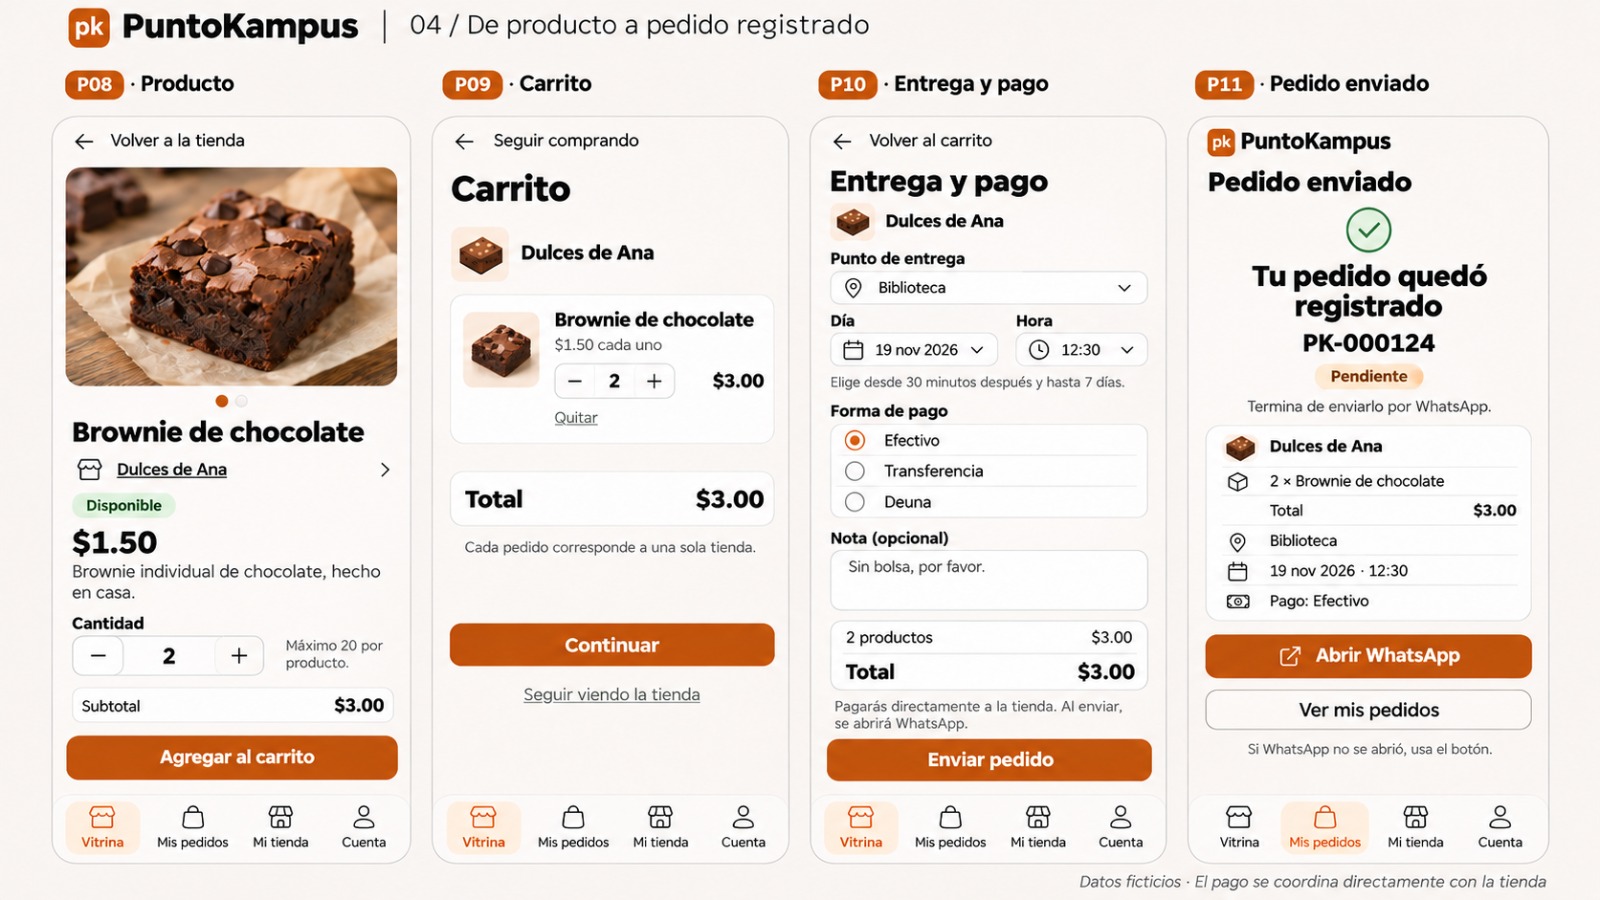 pk PuntoKampus | 04 / De producto a pedido registrado
P08 · Producto
Volver a la tienda
Brownie de chocolate
Dulces de Ana
Disponible
$1.50
Brownie individual de chocolate, hecho
en casa.
Cantidad
− 2 +
Máximo 20 por
producto.
Subtotal $3.00
Agregar al carrito
Vitrina Mis pedidos Mi tienda Cuenta
P09 · Carrito
Seguir comprando
Carrito
Dulces de Ana
Brownie de chocolate
$1.50 cada uno
− 2 + $3.00
Quitar
Total $3.00
Cada pedido corresponde a una sola tienda.
Continuar
Seguir viendo la tienda
Vitrina Mis pedidos Mi tienda Cuenta
P10 · Entrega y pago
Volver al carrito
Entrega y pago
Dulces de Ana
Punto de entrega
Biblioteca
Día Hora
19 nov 2026 12:30
Elige desde 30 minutos después y hasta 7 días.
Forma de pago
Efectivo
Transferencia
Deuna
Nota (opcional)
Sin bolsa, por favor.
2 productos $3.00
Total $3.00
Pagarás directamente a la tienda. Al enviar,
se abrirá WhatsApp.
Enviar pedido
Vitrina Mis pedidos Mi tienda Cuenta
P11 · Pedido enviado
pk PuntoKampus
Pedido enviado
Tu pedido quedó
registrado
PK-000124
Pendiente
Termina de enviarlo por WhatsApp.
Dulces de Ana
2 × Brownie de chocolate
Total $3.00
Biblioteca
19 nov 2026 · 12:30
Pago: Efectivo
Abrir WhatsApp
Ver mis pedidos
Si WhatsApp no se abrió, usa el botón.
Vitrina Mis pedidos Mi tienda Cuenta
Datos ficticios · El pago se coordina directamente con la tienda